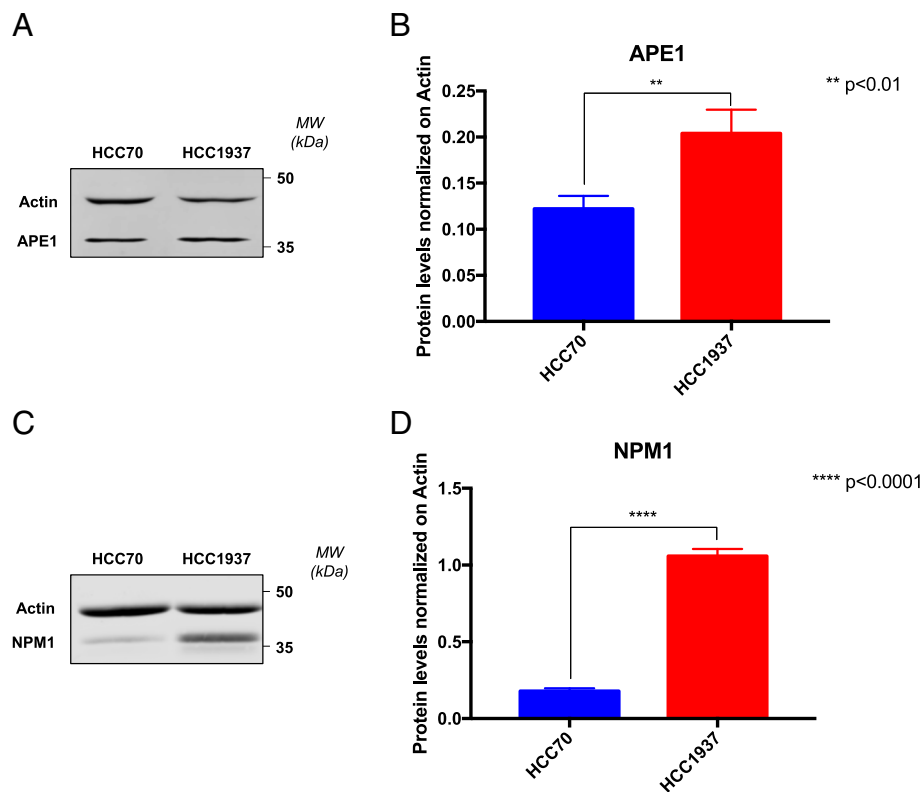 A
MW
(kDa)
HCC70 HCC1937
50
Actin
APE1
35
B
APE1
** p<0.01
**
Protein levels normalized on Actin
0.25
0.20
0.15
0.10
0.05
0.00
HCC70
HCC1937
C
MW
(kDa)
HCC70 HCC1937
50
Actin
NPM1
35
D
NPM1
**** p<0.0001
****
Protein levels normalized on Actin
1.5
1.0
0.5
0.0
HCC70
HCC1937